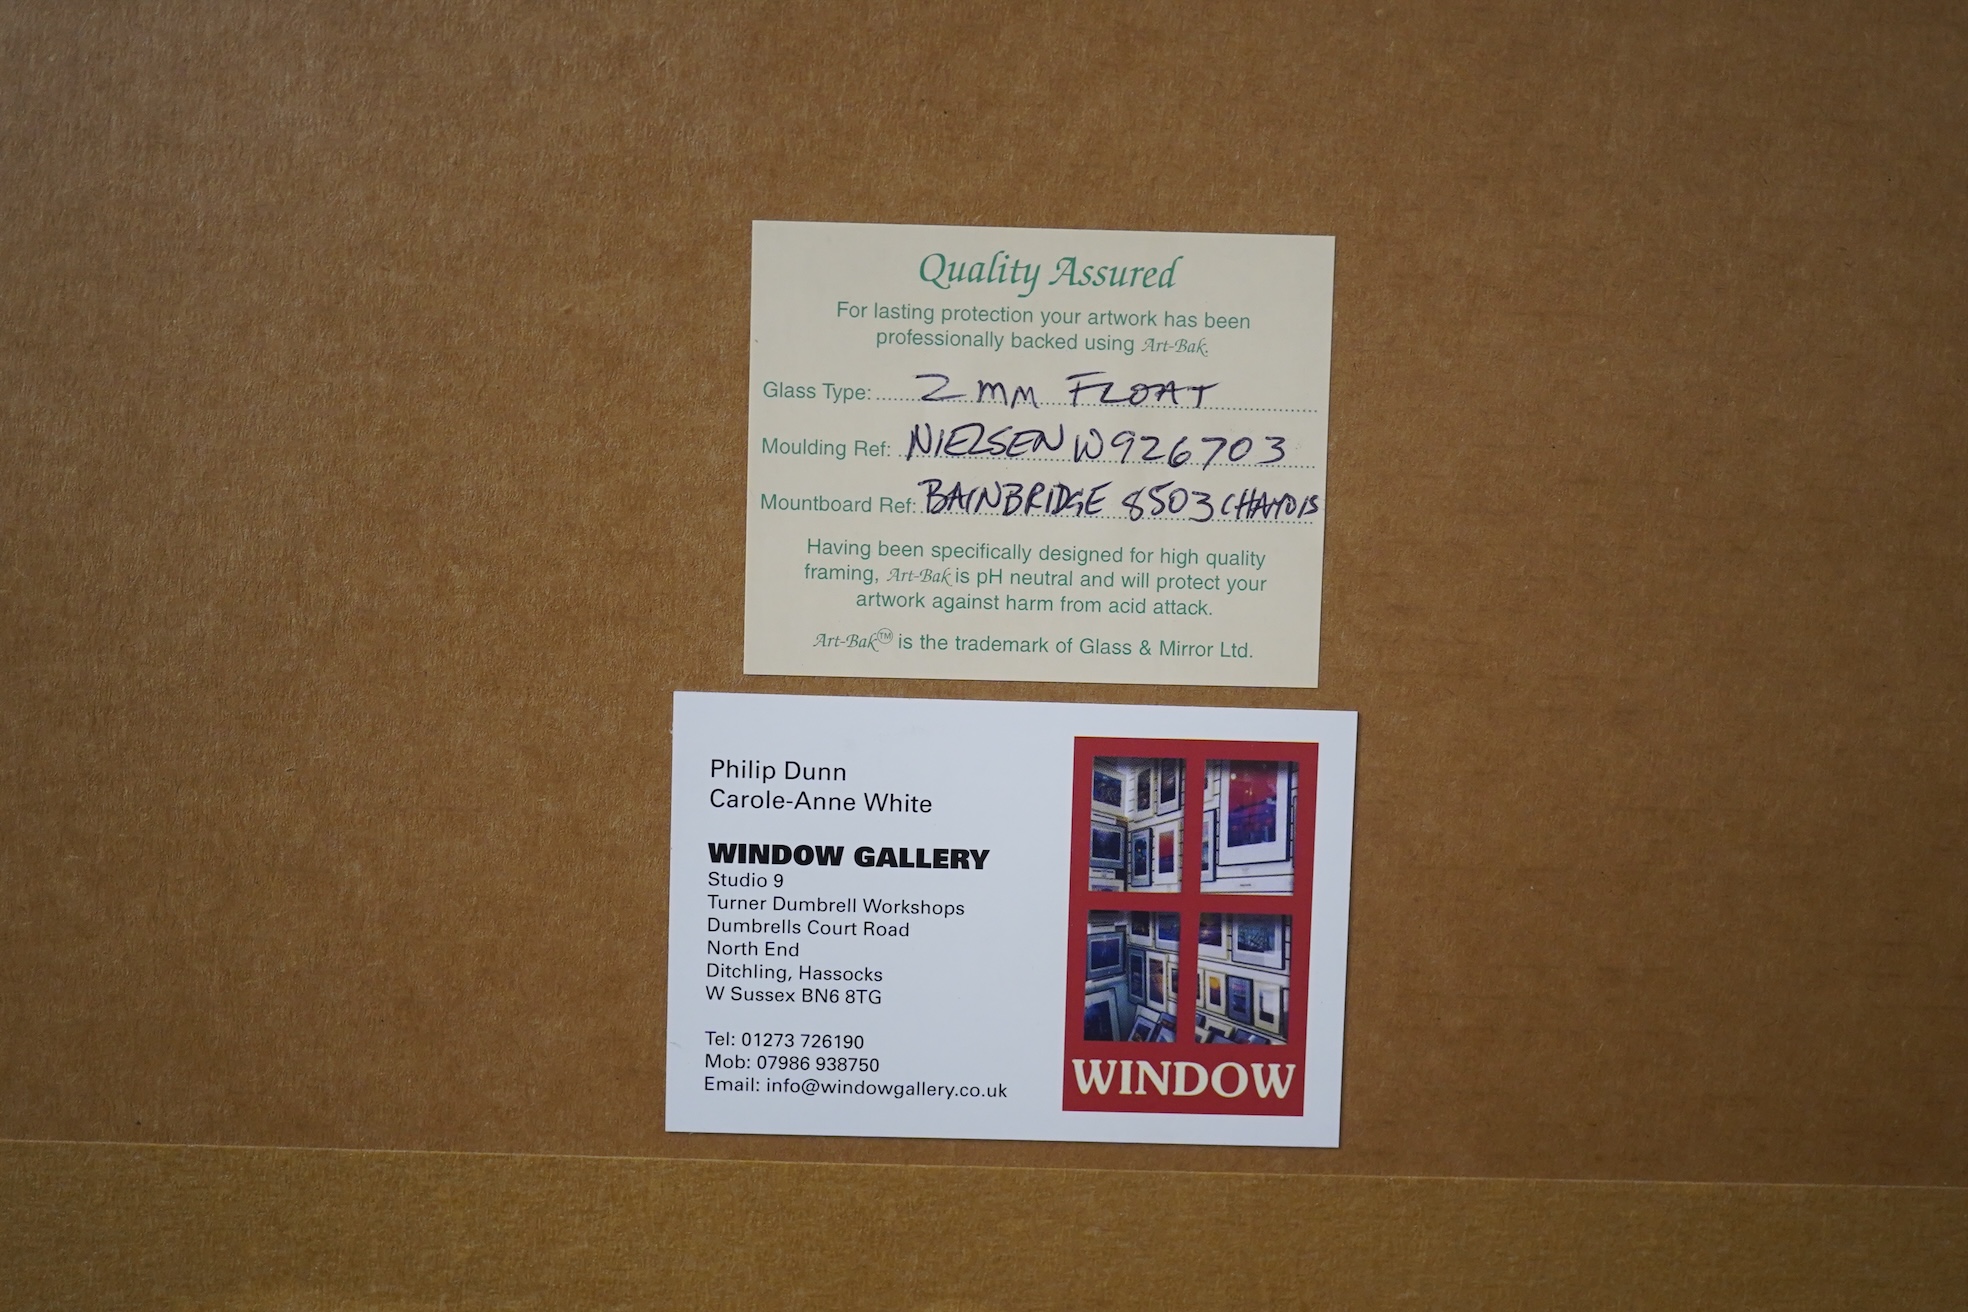 Quality Assured
For lasting protection your artwork has been
professionally backed using Art-Bak.
Glass Type: 2 MM FLOAT
Moulding Ref: NIELSEN W926703
Mountboard Ref: BAINBRIDGE 8503 CHAMOIS
Having been specifically designed for high quality
framing, Art-Bak is pH neutral and will protect your
artwork against harm from acid attack.
Art-Bak™ is the trademark of Glass & Mirror Ltd.
Philip Dunn
Carole-Anne White
WINDOW GALLERY
Studio 9
Turner Dumbrell Workshops
Dumbrells Court Road
North End
Ditchling, Hassocks
W Sussex BN6 8TG
Tel: 01273 726190
Mob: 07986 938750
Email: info@windowgallery.co.uk
WINDOW